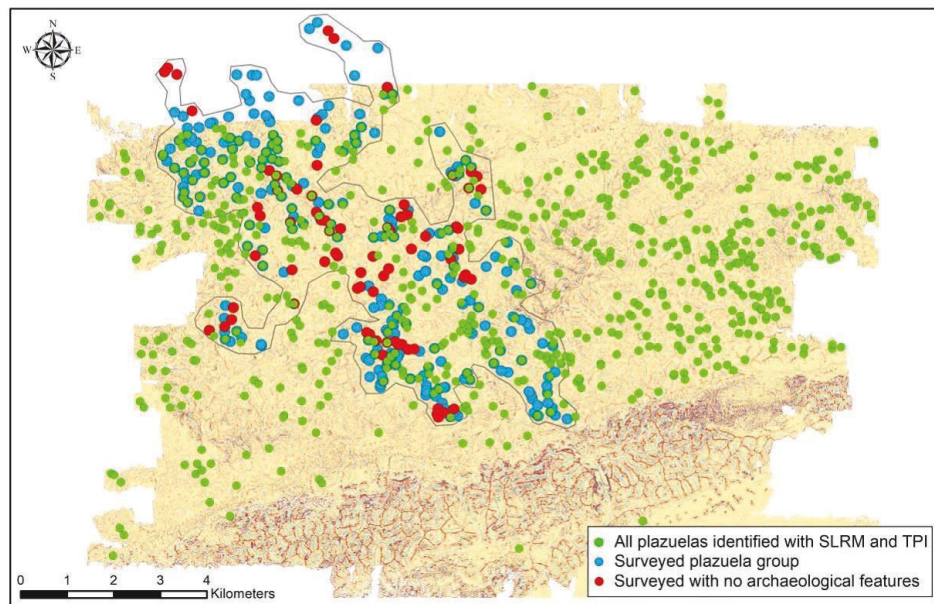 N
W E
S
All plazuelas identified with SLRM and TPI
Surveyed plazuela group
Surveyed with no archaeological features
0 1 2 3 4
Kilometers